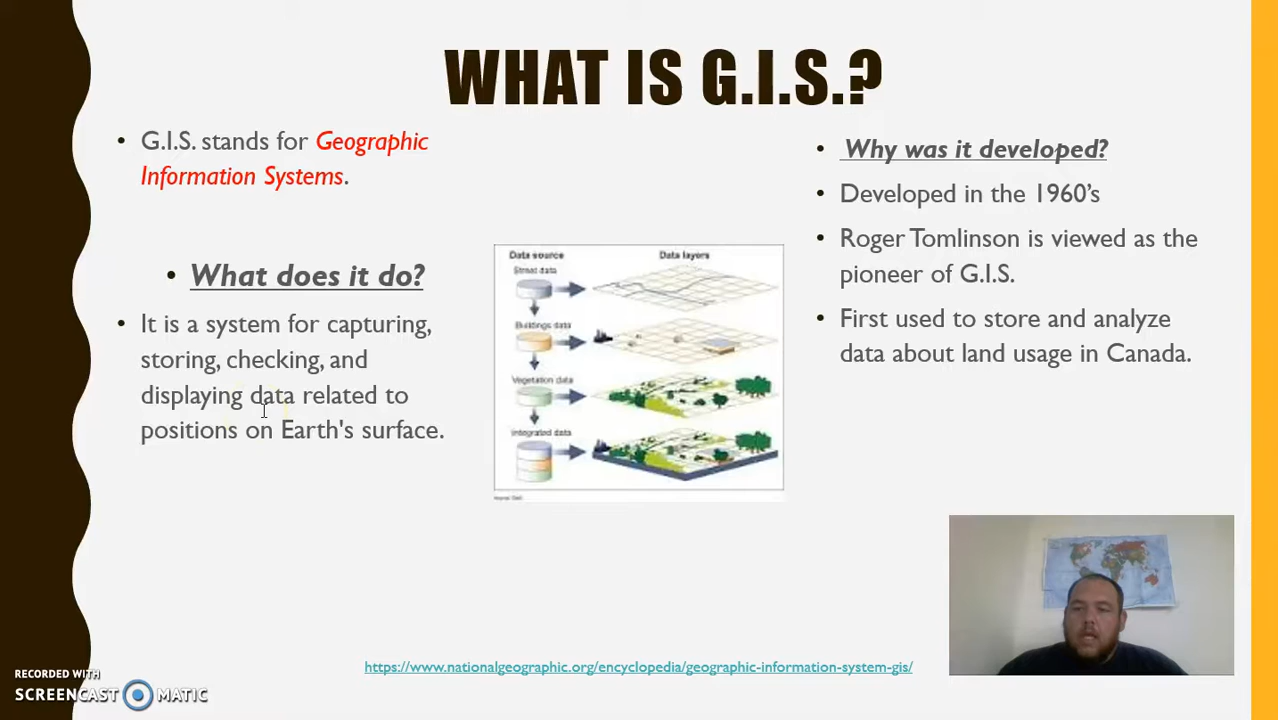 WHAT IS G.I.S.?
• G.I.S. stands for Geographic
Information Systems.
• What does it do?
• It is a system for capturing,
storing, checking, and
displaying data related to
positions on Earth's surface.
Data source
Data layers
Street data
Buildings data
Vegetation data
Integrated data
• Why was it developed?
• Developed in the 1960's
• Roger Tomlinson is viewed as the
pioneer of G.I.S.
• First used to store and analyze
data about land usage in Canada.
https://www.nationalgeographic.org/encyclopedia/geographic-information-system-gis/
RECORDED WITH
SCREENCAST MATIC